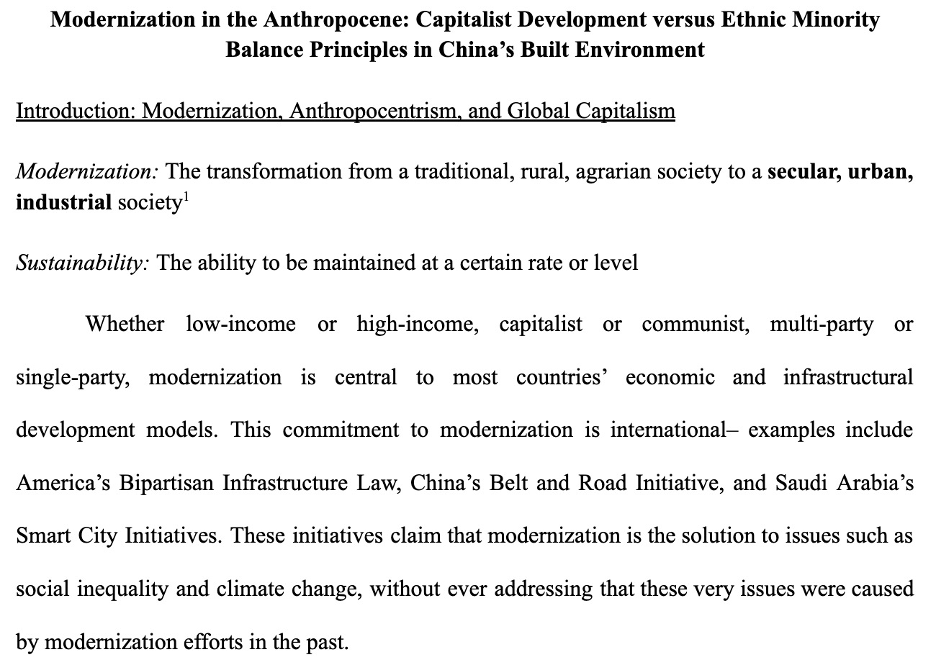 Modernization in the Anthropocene: Capitalist Development versus Ethnic Minority
Balance Principles in China’s Built Environment
Introduction: Modernization, Anthropocentrism, and Global Capitalism
Modernization: The transformation from a traditional, rural, agrarian society to a secular, urban,
industrial society¹
Sustainability: The ability to be maintained at a certain rate or level
Whether low-income or high-income, capitalist or communist, multi-party or
single-party, modernization is central to most countries’ economic and infrastructural
development models. This commitment to modernization is international– examples include
America’s Bipartisan Infrastructure Law, China’s Belt and Road Initiative, and Saudi Arabia’s
Smart City Initiatives. These initiatives claim that modernization is the solution to issues such as
social inequality and climate change, without ever addressing that these very issues were caused
by modernization efforts in the past.